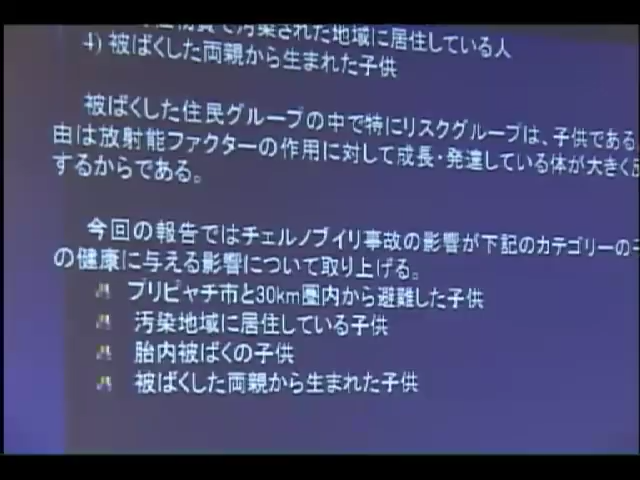 で汚染された地域に居住している人
4) 被ばくした両親から生まれた子供
被ばくした住民グループの中で特にリスクグループは、子供である
由は放射能ファクターの作用に対して成長・発達している体が大きく
するからである。
今回の報告ではチェルノブイリ事故の影響が下記のカテゴリーの
の健康に与える影響について取り上げる。
プリピャチ市と30km圏内から避難した子供
汚染地域に居住している子供
胎内被ばくの子供
被ばくした両親から生まれた子供